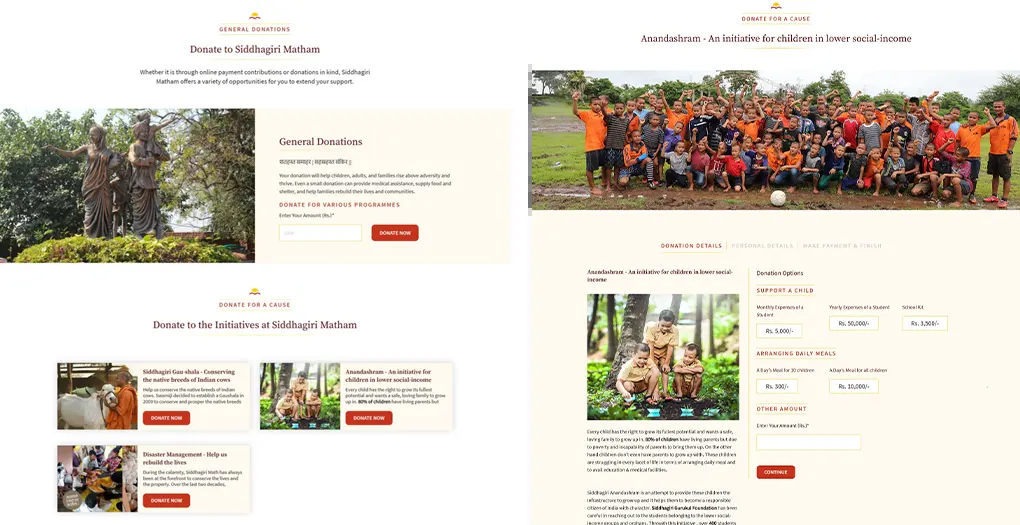 GENERAL DONATIONS
Donate to Siddhagiri Matham
Whether it is through online payment contributions or donations in kind, Siddhagiri
Matham offers a variety of opportunities for you to extend your support.
General Donations
Your donation will help children, adults, and families rise above adversity and
thrive. Even a small donation can provide medical assistance, supply food and
shelter, and help families rebuild their lives and communities.
DONATE FOR VARIOUS PROGRAMMES
Enter Your Amount (Rs.)*
DONATE NOW
DONATE FOR A CAUSE
Donate to the Initiatives at Siddhagiri Matham
Siddhagiri Gau-shala - Conserving
the native breeds of Indian cows
Help us conserve the native breeds of Indian
cows. Swamiji decided to establish a Gaushala in
2009 to conserve and prosper the native breeds
DONATE NOW
Anandashram - An initiative for
children in lower social-income
Every child has the right to grow its fullest
potential and wants a safe, loving family to grow
up in. 80% of children have living parents but
DONATE NOW
Disaster Management - Help us
rebuild the lives
During the calamity, Siddhagiri Math has always
been at the forefront to conserve the lives and
the property. Over the last two decades,
DONATE NOW
DONATE FOR A CAUSE
Anandashram - An initiative for children in lower social-income
DONATION DETAILS | PERSONAL DETAILS | MAKE PAYMENT & FINISH
Anandashram - An initiative for children in lower social-
income
Every child has the right to grow its fullest potential and wants a safe,
loving family to grow up in. 80% of children have living parents but due
to poverty and incapability of parents to bring them up. On the other
hand children don't even have parents to grow up with. These children
are struggling in every facet of life in terms of arranging daily meal and
to avail education & medical facilities.
Siddhagiri Anandashram is an attempt to provide these children the
infrastructure to grow up and it helps them to become a responsible
citizen of India with character. Siddhagiri Gurukul Foundation has been
careful in reaching out to the students belonging to the lower social-
income groups and orphans. Through this initiative, over 400 students
Donation Options
SUPPORT A CHILD
Monthly Expenses of a
Student
Rs. 5,000/-
Yearly Expenses of a Student
Rs. 50,000/-
School Kit
Rs. 3,500/-
ARRANGING DAILY MEALS
A Day's Meal for 10 children
Rs. 300/-
A Day's Meal for all children
Rs. 10,000/-
OTHER AMOUNT
Enter Your Amount (Rs.)*
CONTINUE